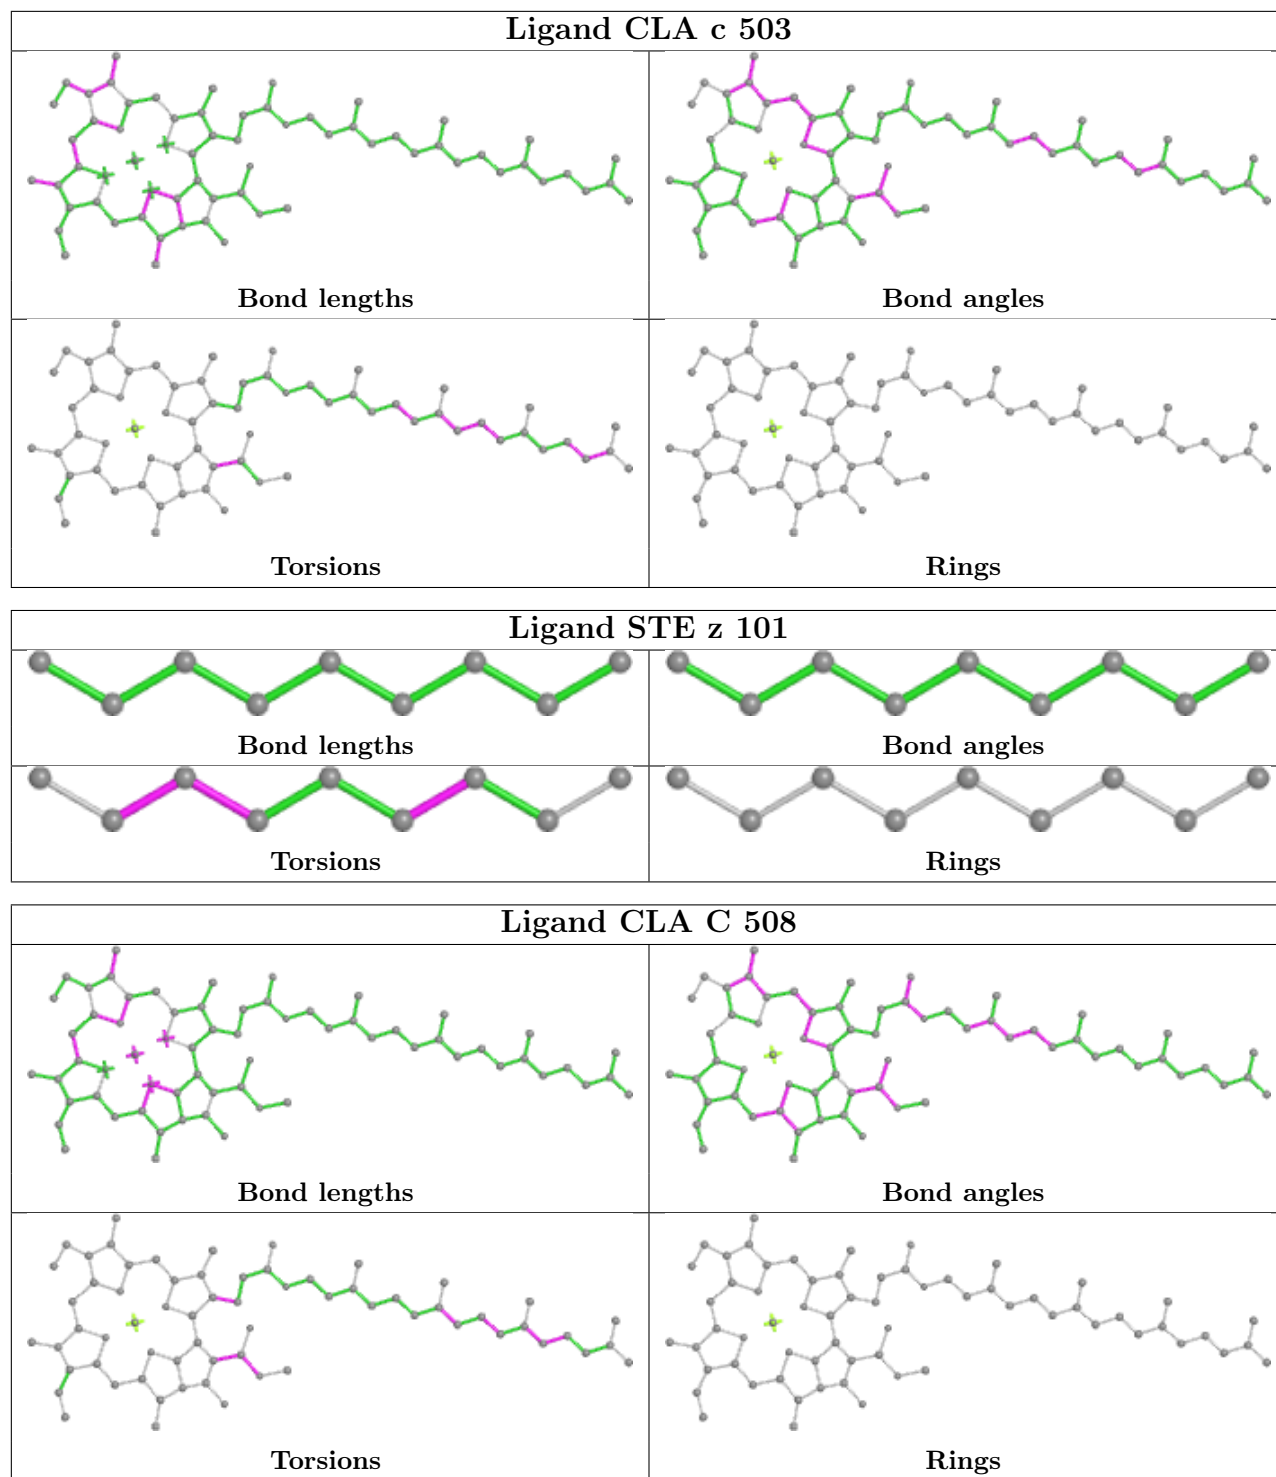 Ligand CLA c 503
Bond lengths
Bond angles
Torsions
Rings
Ligand STE z 101
Bond lengths
Bond angles
Torsions
Rings
Ligand CLA C 508
Bond lengths
Bond angles
Torsions
Rings